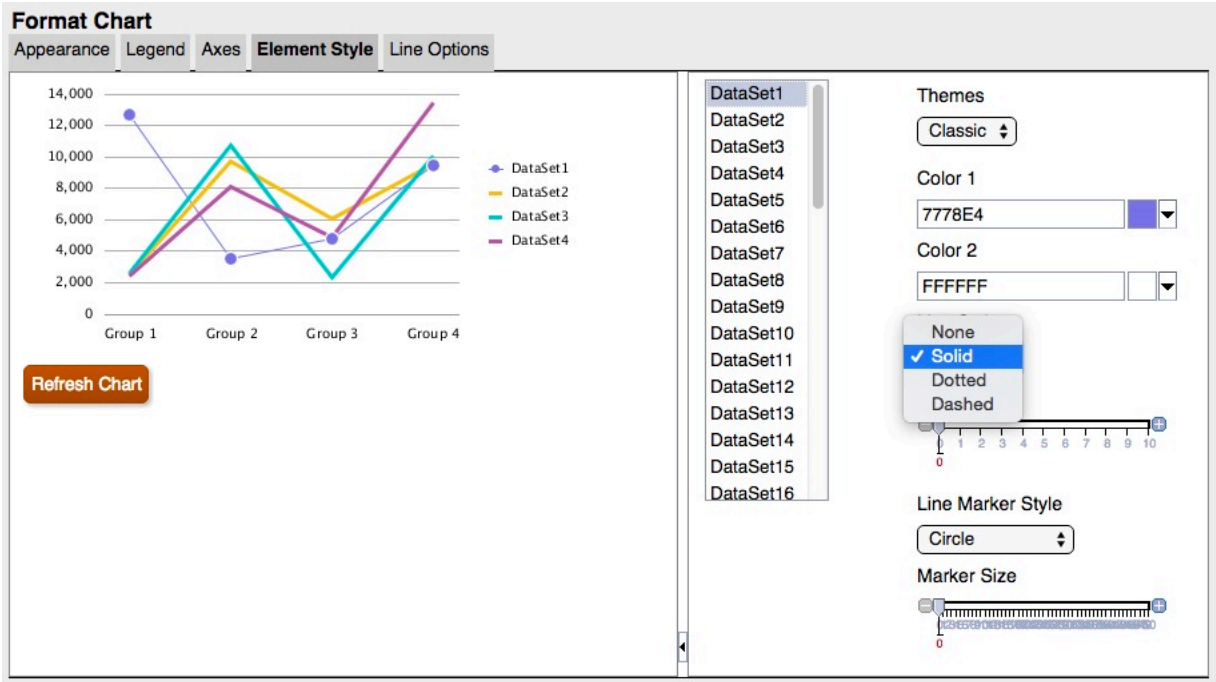 Format Chart
Appearance Legend Axes Element Style Line Options
14,000
12,000
10,000
8,000
6,000
4,000
2,000
0
Group 1 Group 2 Group 3 Group 4
DataSet1
DataSet2
DataSet3
DataSet4
Refresh Chart
DataSet1
DataSet2
DataSet3
DataSet4
DataSet5
DataSet6
DataSet7
DataSet8
DataSet9
DataSet10
DataSet11
DataSet12
DataSet13
DataSet14
DataSet15
DataSet16
Themes
Classic
Color 1
7778E4
Color 2
FFFFFF
None
Solid
Dotted
Dashed
0 1 2 3 4 5 6 7 8 9 10
0
Line Marker Style
Circle
Marker Size
0